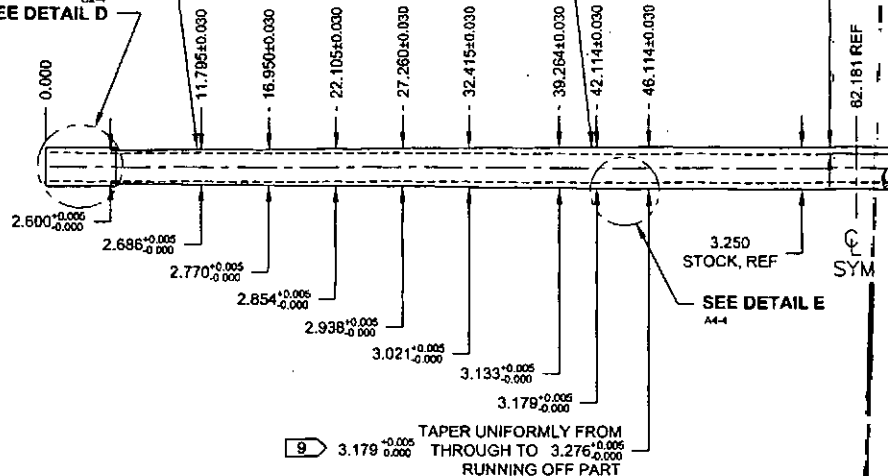 SEE DETAIL D
0.000
11.795±0.030
16.950±0.030
22.105±0.030
27.260±0.030
32.415±0.030
39.264±0.030
42.114±0.030
46.114±0.030
62.181 REF
2.600 +0.005 -0.000
2.686 +0.005 -0.000
2.770 +0.005 -0.000
2.854 +0.005 -0.000
2.938 +0.005 -0.000
3.021 +0.005 -0.000
3.133 +0.005 -0.000
3.179 +0.005 -0.000
3.250
STOCK, REF
℄
SYM
SEE DETAIL E
A4-4
TAPER UNIFORMLY FROM
9 3.179 +0.005 0.000 THROUGH TO 3.276 +0.005 -0.000
RUNNING OFF PART